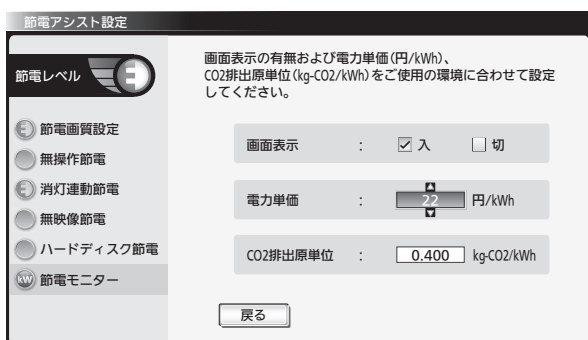 節電アシスト設定
節電レベル
画面表示の有無および電力単価(円/kWh)、
CO2排出原単位(kg-CO2/kWh)をご使用の環境に合わせて設定
してください。
節電画質設定
無操作節電
消灯連動節電
無映像節電
ハードディスク節電
kW 節電モニター
画面表示 : 入 切
電力単価 : 22 円/kWh
CO2排出原単位 : 0.400 kg-CO2/kWh
戻る